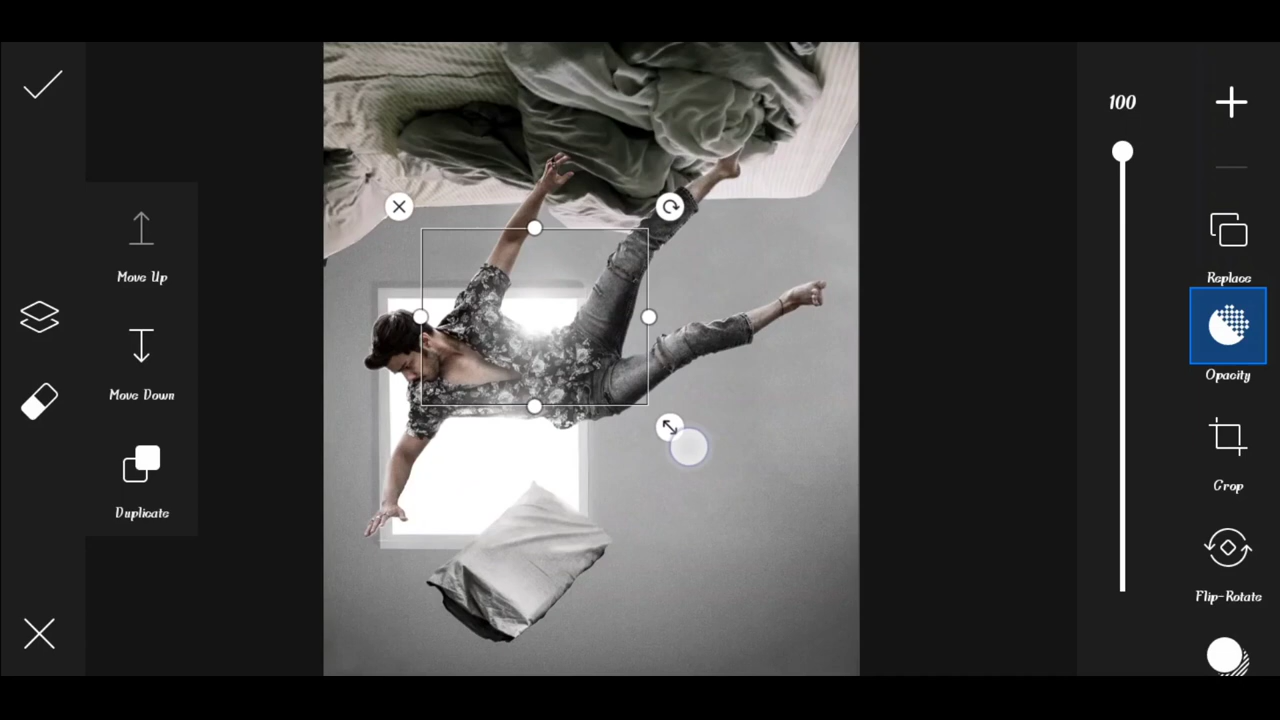 100
Move Up
Replace
Opacity
Move Down
Crop
Duplicate
Flip-Rotate